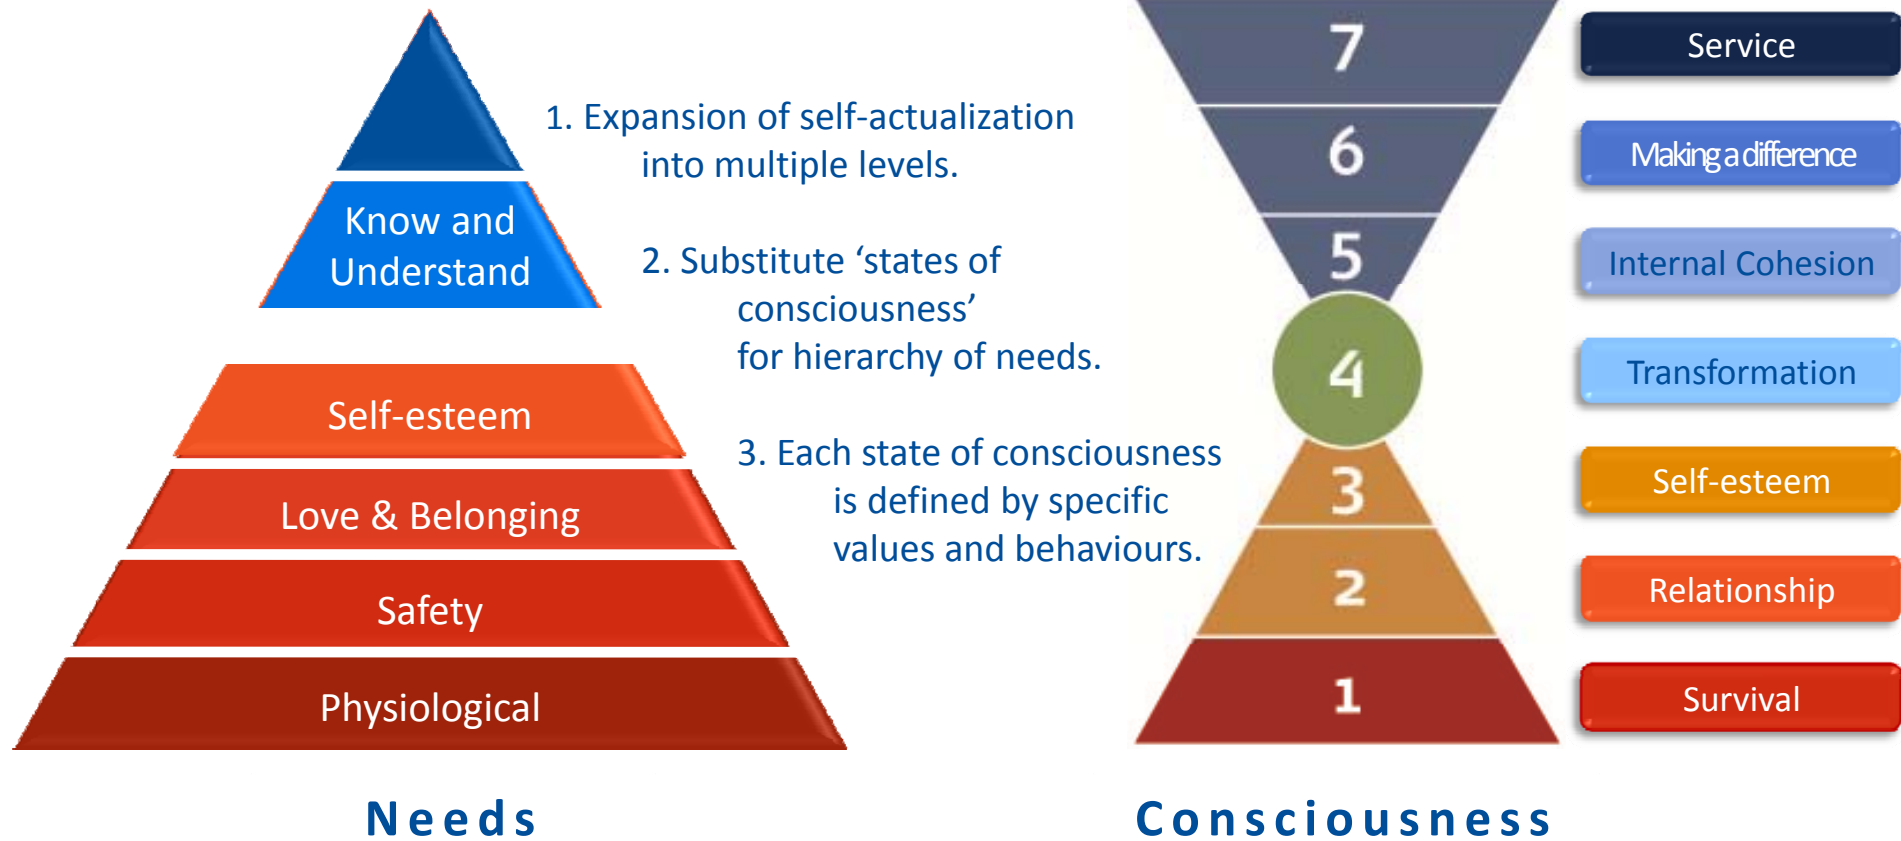 Know and
Understand
Self-esteem
Love & Belonging
Safety
Physiological
Needs
1. Expansion of self-actualization
into multiple levels.
2. Substitute ‘states of
consciousness’
for hierarchy of needs.
3. Each state of consciousness
is defined by specific
values and behaviours.
7
Service
6
Making a difference
5
Internal Cohesion
4
Transformation
3
Self-esteem
2
Relationship
1
Survival
Consciousness